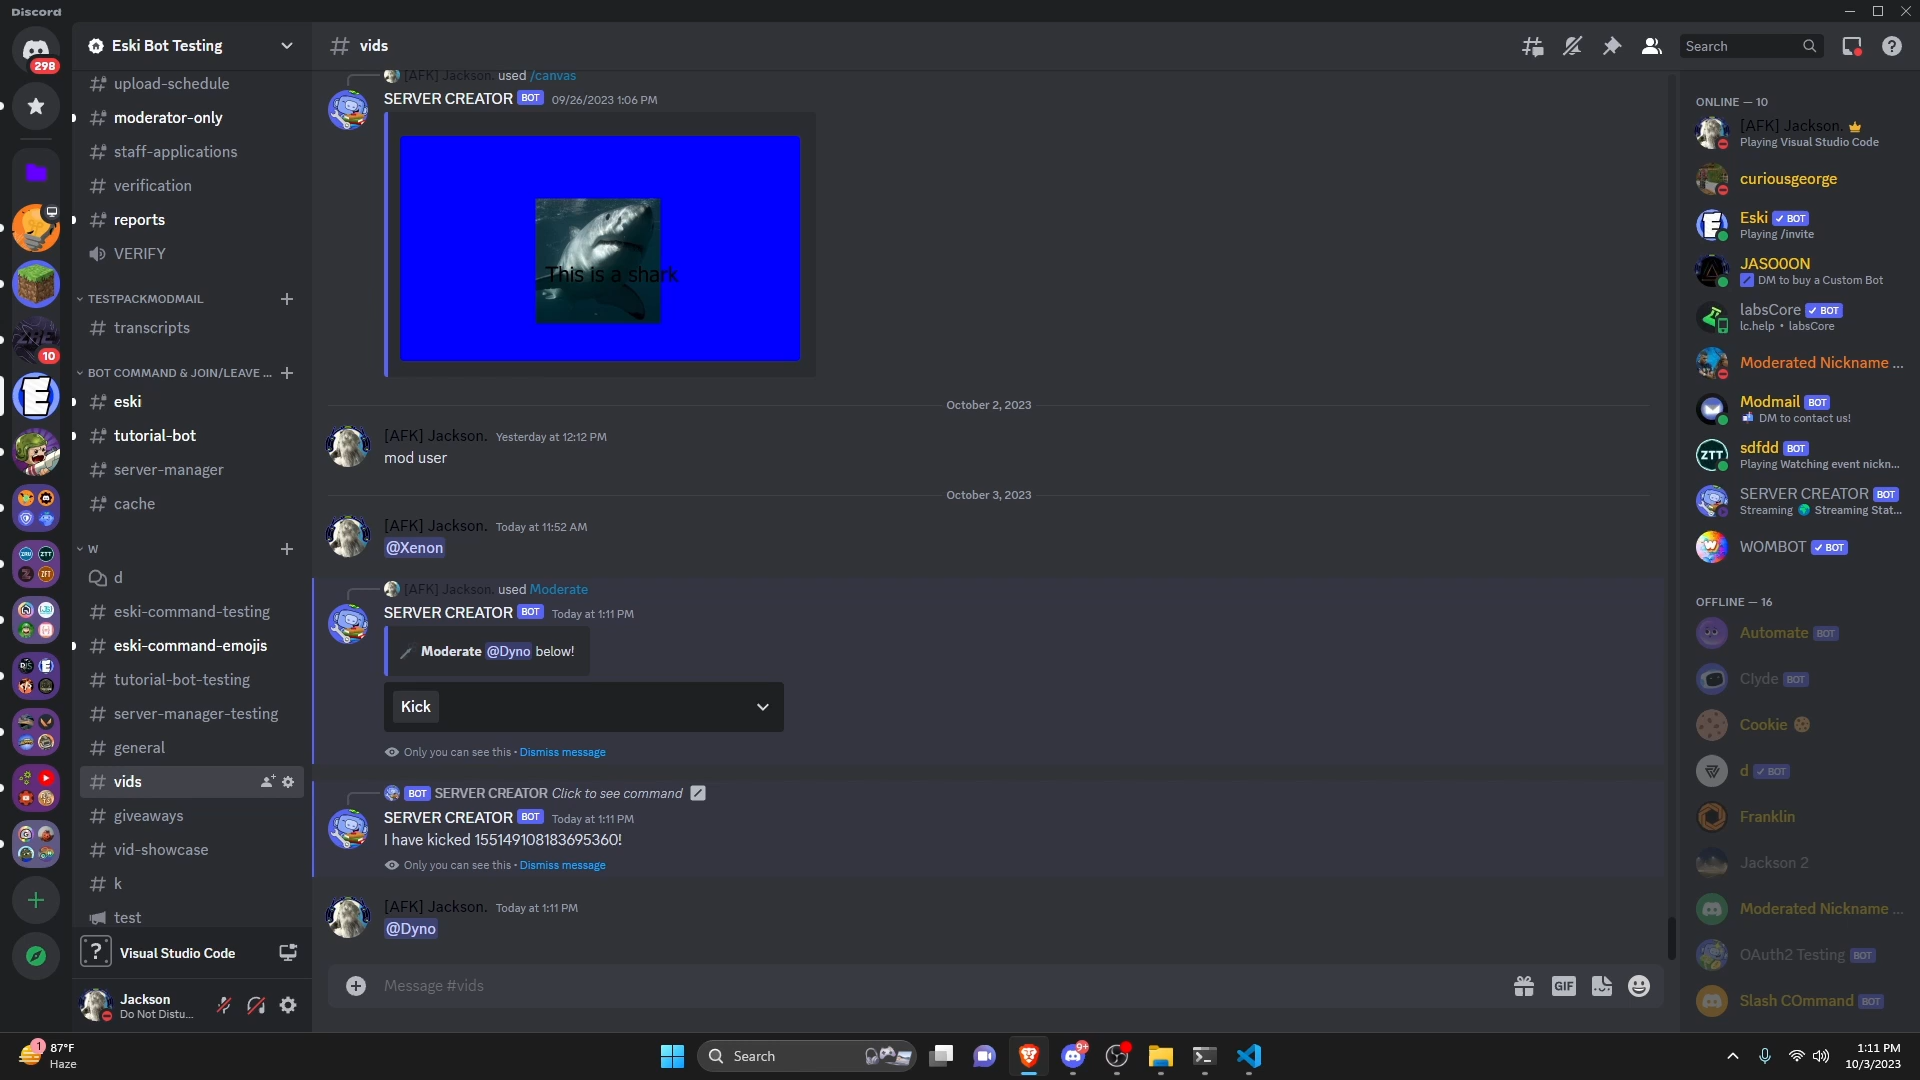 Discord
298
10
Eski Bot Testing
upload-schedule
moderator-only
staff-applications
verification
reports
VERIFY
TESTPACKMODMAIL
transcripts
BOT COMMAND & JOIN/LEAVE ...
eski
tutorial-bot
server-manager
cache
W
d
eski-command-testing
eski-command-emojis
tutorial-bot-testing
server-manager-testing
general
vids
giveaways
vid-showcase
k
test
Visual Studio Code
Jackson
Do Not Distu...
vids
Search
[AFK] Jackson. used /canvas
SERVER CREATOR BOT 09/26/2023 1:06 PM
This is a shark
October 2, 2023
[AFK] Jackson. Yesterday at 12:12 PM
mod user
October 3, 2023
[AFK] Jackson. Today at 11:52 AM
@Xenon
[AFK] Jackson. used Moderate
SERVER CREATOR BOT Today at 1:11 PM
Moderate @Dyno below!
Kick
Only you can see this • Dismiss message
BOT SERVER CREATOR Click to see command
SERVER CREATOR BOT Today at 1:11 PM
I have kicked 155149108183695360!
Only you can see this • Dismiss message
[AFK] Jackson. Today at 1:11 PM
@Dyno
Message #vids
GIF
ONLINE — 10
[AFK] Jackson.
Playing Visual Studio Code
curiousgeorge
Eski BOT
Playing /invite
JASO0ON
DM to buy a Custom Bot
labsCore BOT
lc.help • labsCore
Moderated Nickname ...
Modmail BOT
DM to contact us!
ZTT
sdfdd BOT
Playing Watching event nickn...
SERVER CREATOR BOT
Streaming Streaming Stat...
WOMBOT BOT
OFFLINE — 16
Automate BOT
Clyde BOT
Cookie
d BOT
Franklin
Jackson 2
Moderated Nickname ...
OAuth2 Testing BOT
Slash COmmand BOT
1
87°F
Haze
Search
9+
1:11 PM
10/3/2023